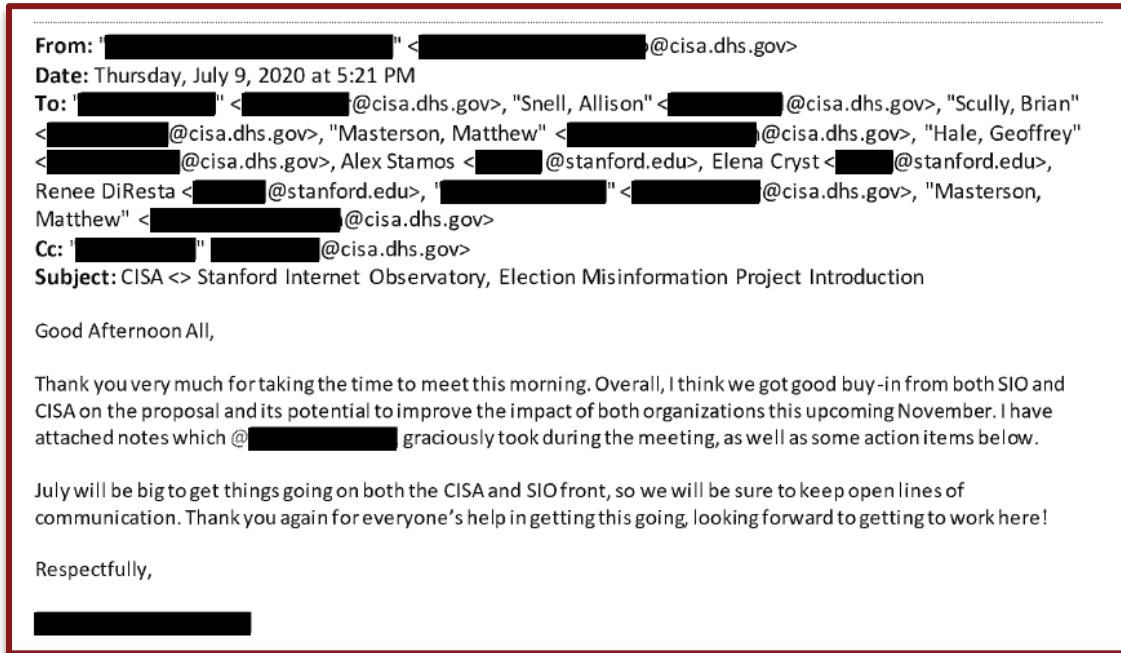 From: " " < @cisa.dhs.gov>
Date: Thursday, July 9, 2020 at 5:21 PM
To: " " < @cisa.dhs.gov>, "Snell, Allison" < @cisa.dhs.gov>, "Scully, Brian"
< @cisa.dhs.gov>, "Masterson, Matthew" < @cisa.dhs.gov>, "Hale, Geoffrey"
< @cisa.dhs.gov>, Alex Stamos < @stanford.edu>, Elena Cryst < @stanford.edu>,
Renee DiResta < @stanford.edu>, " " < @cisa.dhs.gov>, "Masterson,
Matthew" < @cisa.dhs.gov>
Cc: " " @cisa.dhs.gov>
Subject: CISA <> Stanford Internet Observatory, Election Misinformation Project Introduction
Good Afternoon All,
Thank you very much for taking the time to meet this morning. Overall, I think we got good buy-in from both SIO and
CISA on the proposal and its potential to improve the impact of both organizations this upcoming November. I have
attached notes which @ graciously took during the meeting, as well as some action items below.
July will be big to get things going on both the CISA and SIO front, so we will be sure to keep open lines of
communication. Thank you again for everyone's help in getting this going, looking forward to getting to work here!
Respectfully,